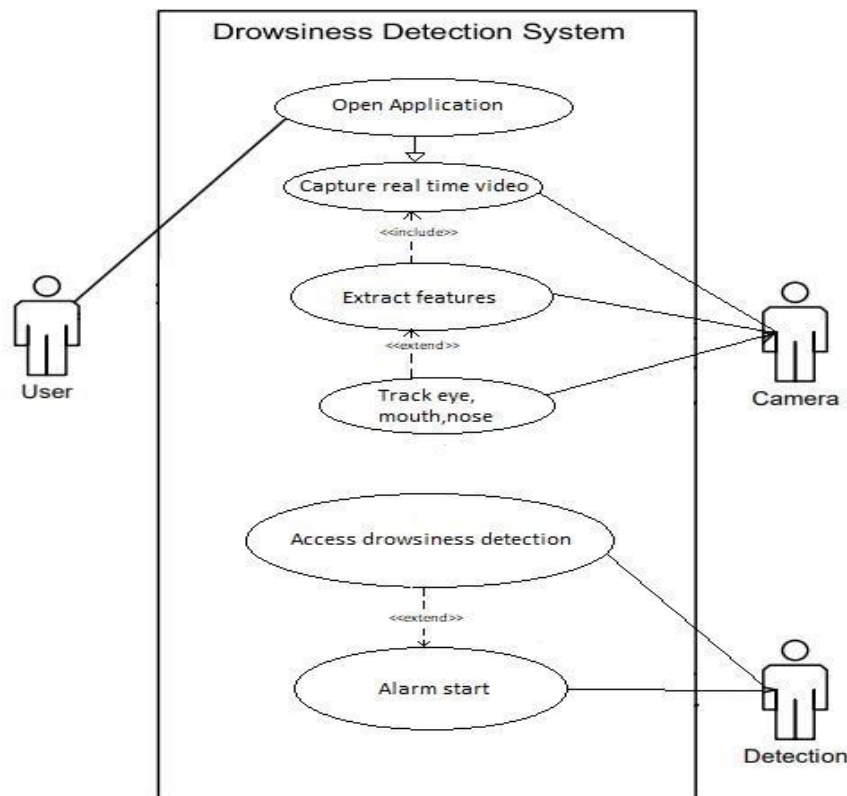 Drowsiness Detection System
Open Application
Capture real time video
<<include>>
Extract features
<<extend>>
Track eye,
mouth,nose
User
Camera
Access drowsiness detection
<<extend>>
Alarm start
Detection